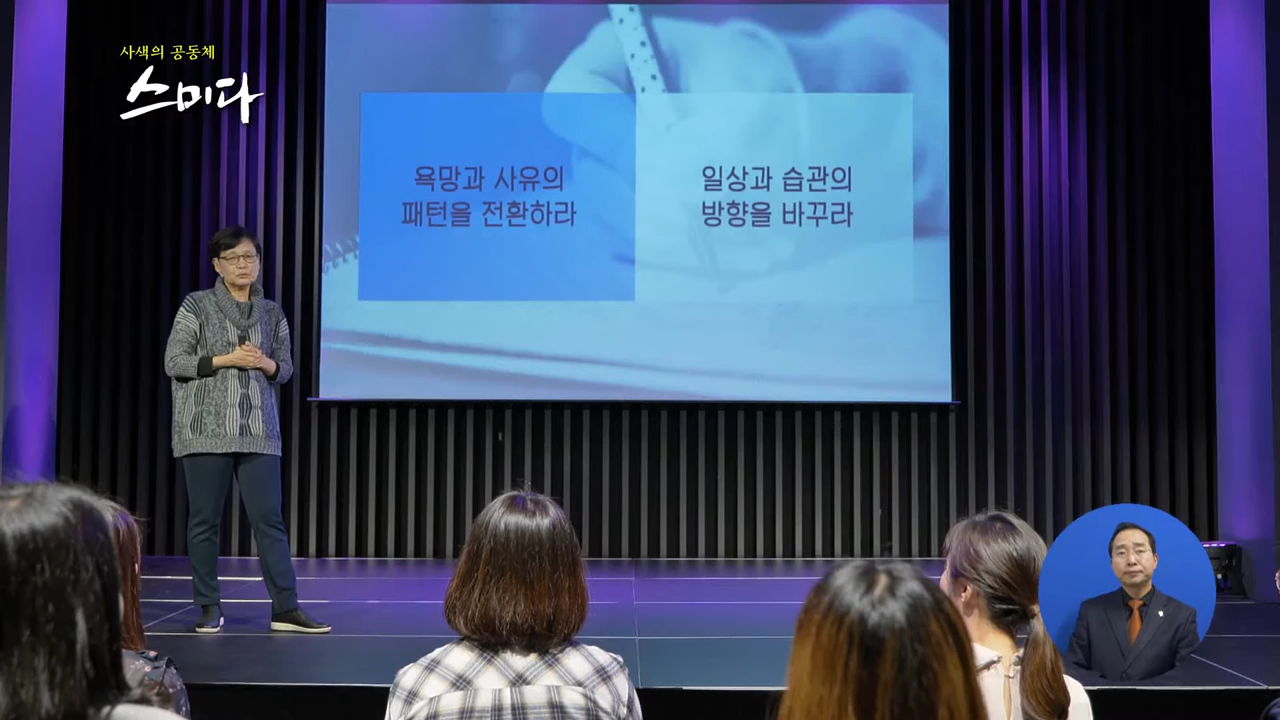 사색의 공동체
스미다
욕망과 사유의
패턴을 전환하라
일상과 습관의
방향을 바꾸라